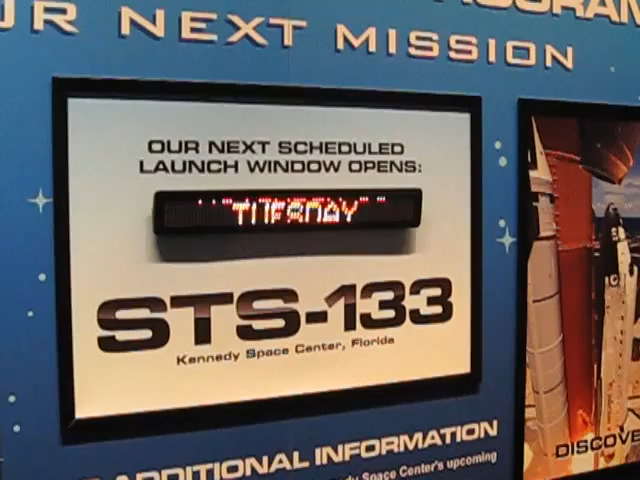 UR NEXT MISSION
OUR NEXT SCHEDULED
LAUNCH WINDOW OPENS:
TUESDAY
STS-133
Kennedy Space Center, Florida
ADDITIONAL INFORMATION
Space Center's upcoming
DISCOVE